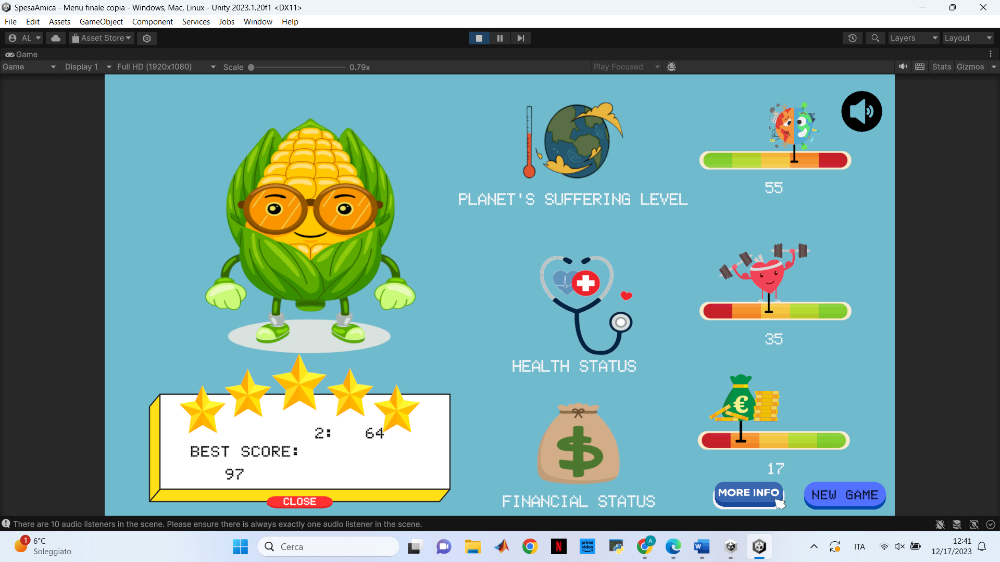 SpesaAmica - Menu finale copia - Windows, Mac, Linux - Unity 2023.1.20f1 <DX11>
File Edit Assets GameObject Component Services Jobs Window Help
AL Asset Store Layers Layout
Game
Game Display 1 Full HD (1920x1080) Scale 0.79x Play Focused Stats Gizmos
55
PLANET'S SUFFERING LEVEL
35
HEALTH STATUS
€
2: 64
BEST SCORE:
97
CLOSE
$
17
FINANCIAL STATUS
MORE INFO
NEW GAME
There are 10 audio listeners in the scene. Please ensure there is always exactly one audio listener in the scene.
1
6°C
Soleggiato
Cerca
N
prime video
A
W
ITA
12:41
12/17/2023